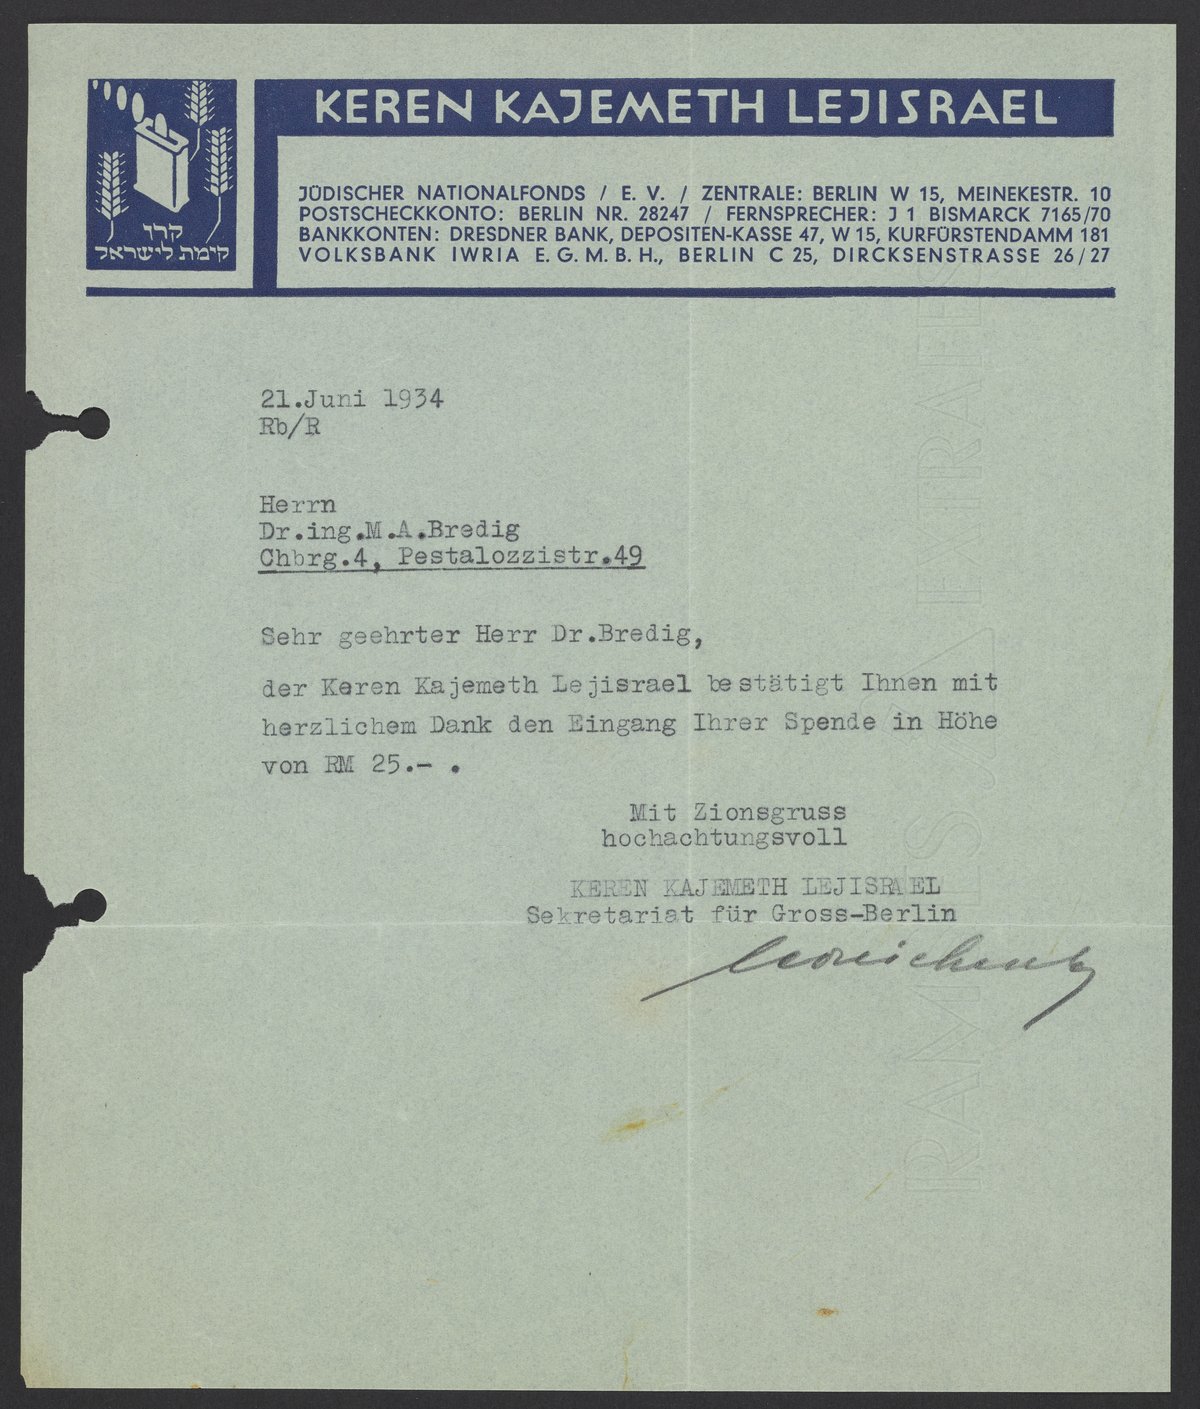 KEREN KAJEMETH LEJISRAEL
קרן
קימת לישראל
JÜDISCHER NATIONALFONDS / E. V. / ZENTRALE: BERLIN W 15, MEINEKESTR. 10
POSTSCHECKKONTO: BERLIN NR. 28247 / FERNSPRECHER: J 1 BISMARCK 7165/70
BANKKONTEN: DRESDNER BANK, DEPOSITEN-KASSE 47, W 15, KURFÜRSTENDAMM 181
VOLKSBANK IWRIA E. G. M. B. H., BERLIN C 25, DIRCKSENSTRASSE 26/27
21.Juni 1934
Rb/R
Herrn
Dr.ing.M.A.Bredig
Chbrg.4, Pestalozzistr.49
Sehr geehrter Herr Dr.Bredig,
der Keren Kajemeth Lejisrael bestätigt Ihnen mit
herzlichem Dank den Eingang Ihrer Spende in Höhe
von RM 25.- .
Mit Zionsgruss
hochachtungsvoll
KEREN KAJEMETH LEJISRAEL
Sekretariat für Gross-Berlin